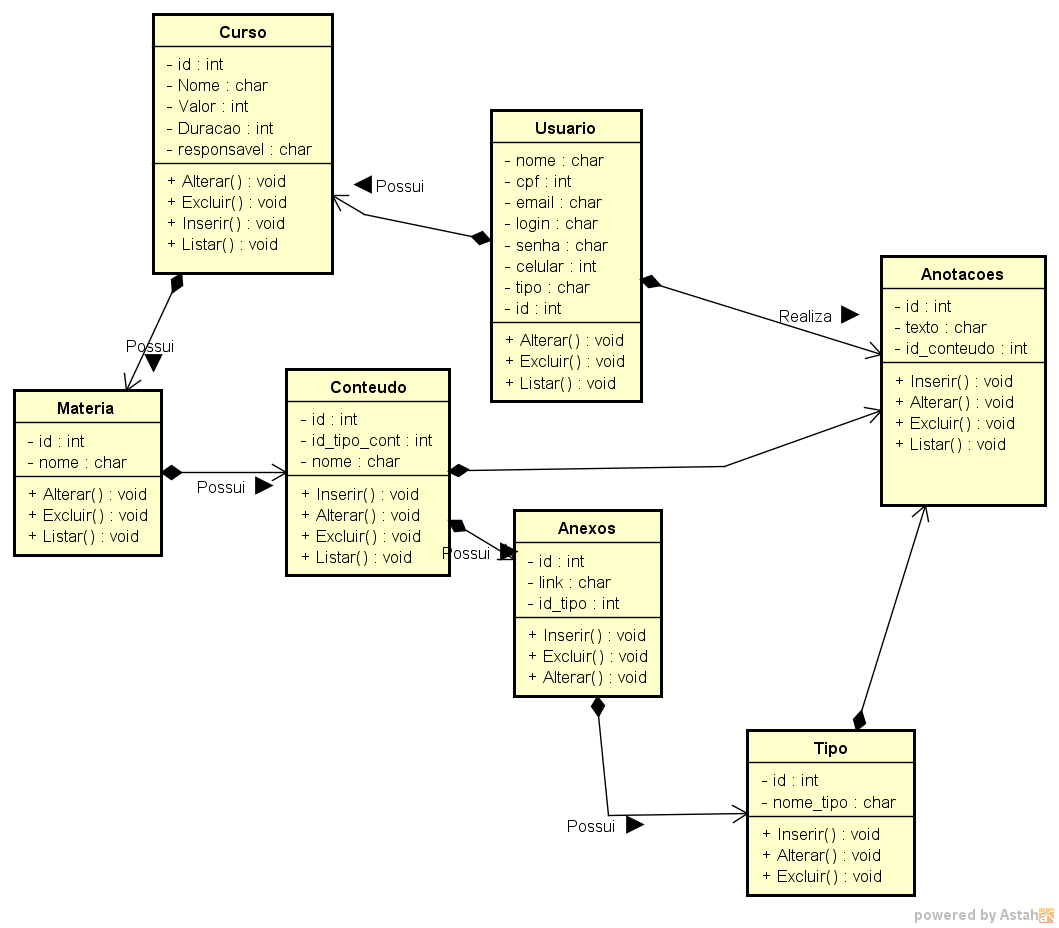 Curso
- id : int
- Nome : char
- Valor : int
- Duracao : int
- responsavel : char
+ Alterar() : void
+ Excluir() : void
+ Inserir() : void
+ Listar() : void
Possui
Usuario
- nome : char
- cpf : int
- email : char
- login : char
- senha : char
- celular : int
- tipo : char
- id : int
+ Alterar() : void
+ Excluir() : void
+ Listar() : void
Realiza
Anotacoes
- id : int
- texto : char
- id_conteudo : int
+ Inserir() : void
+ Alterar() : void
+ Excluir() : void
+ Listar() : void
Possui
Materia
- id : int
- nome : char
+ Alterar() : void
+ Excluir() : void
+ Listar() : void
Possui
Conteudo
- id : int
- id_tipo_cont : int
- nome : char
+ Inserir() : void
+ Alterar() : void
+ Excluir() : void
+ Listar() : void
Possui
Anexos
- id : int
- link : char
- id_tipo : int
+ Inserir() : void
+ Excluir() : void
+ Alterar() : void
Possui
Tipo
- id : int
- nome_tipo : char
+ Inserir() : void
+ Alterar() : void
+ Excluir() : void
powered by Astah